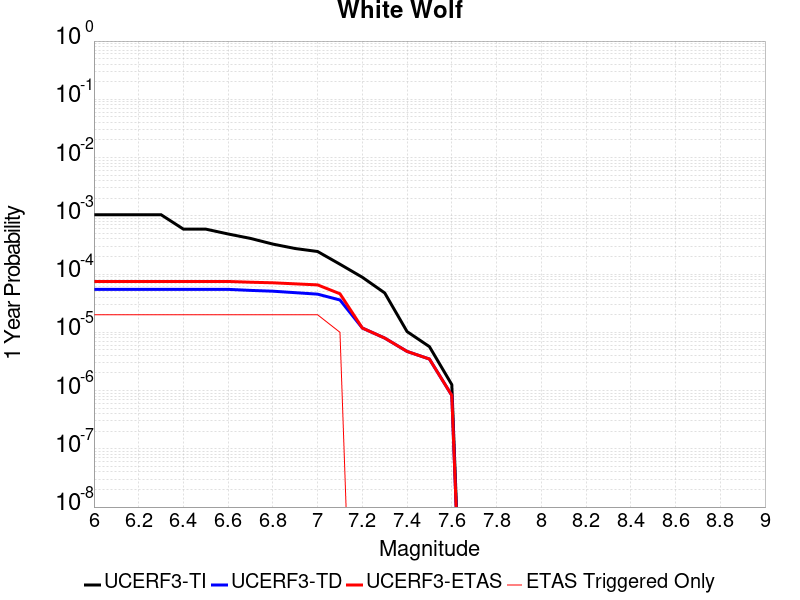 White Wolf
10^0
10^-1
10^-2
10^-3
10^-4
10^-5
10^-6
10^-7
10^-8
1 Year Probability
6 6.2 6.4 6.6 6.8 7 7.2 7.4 7.6 7.8 8 8.2 8.4 8.6 8.8 9
Magnitude
UCERF3-TI UCERF3-TD UCERF3-ETAS ETAS Triggered Only